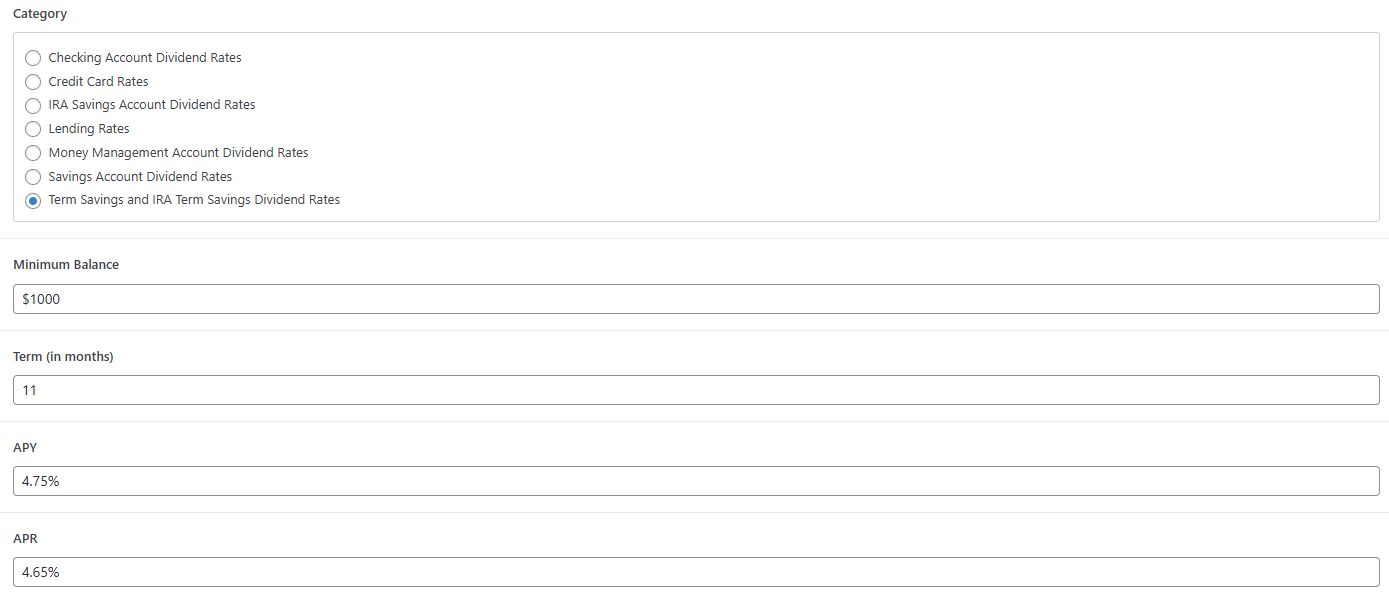 Category
Checking Account Dividend Rates
Credit Card Rates
IRA Savings Account Dividend Rates
Lending Rates
Money Management Account Dividend Rates
Savings Account Dividend Rates
Term Savings and IRA Term Savings Dividend Rates
Minimum Balance
$1000
Term (in months)
11
APY
4.75%
APR
4.65%